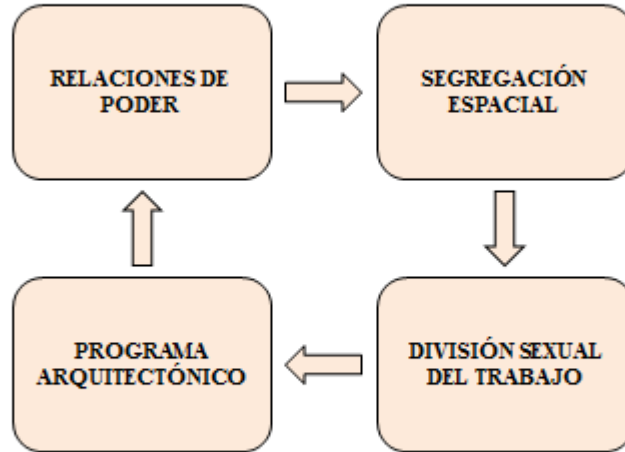 RELACIONES DE
PODER
SEGREGACIÓN
ESPACIAL
DIVISIÓN SEXUAL
DEL TRABAJO
PROGRAMA
ARQUITECTÓNICO